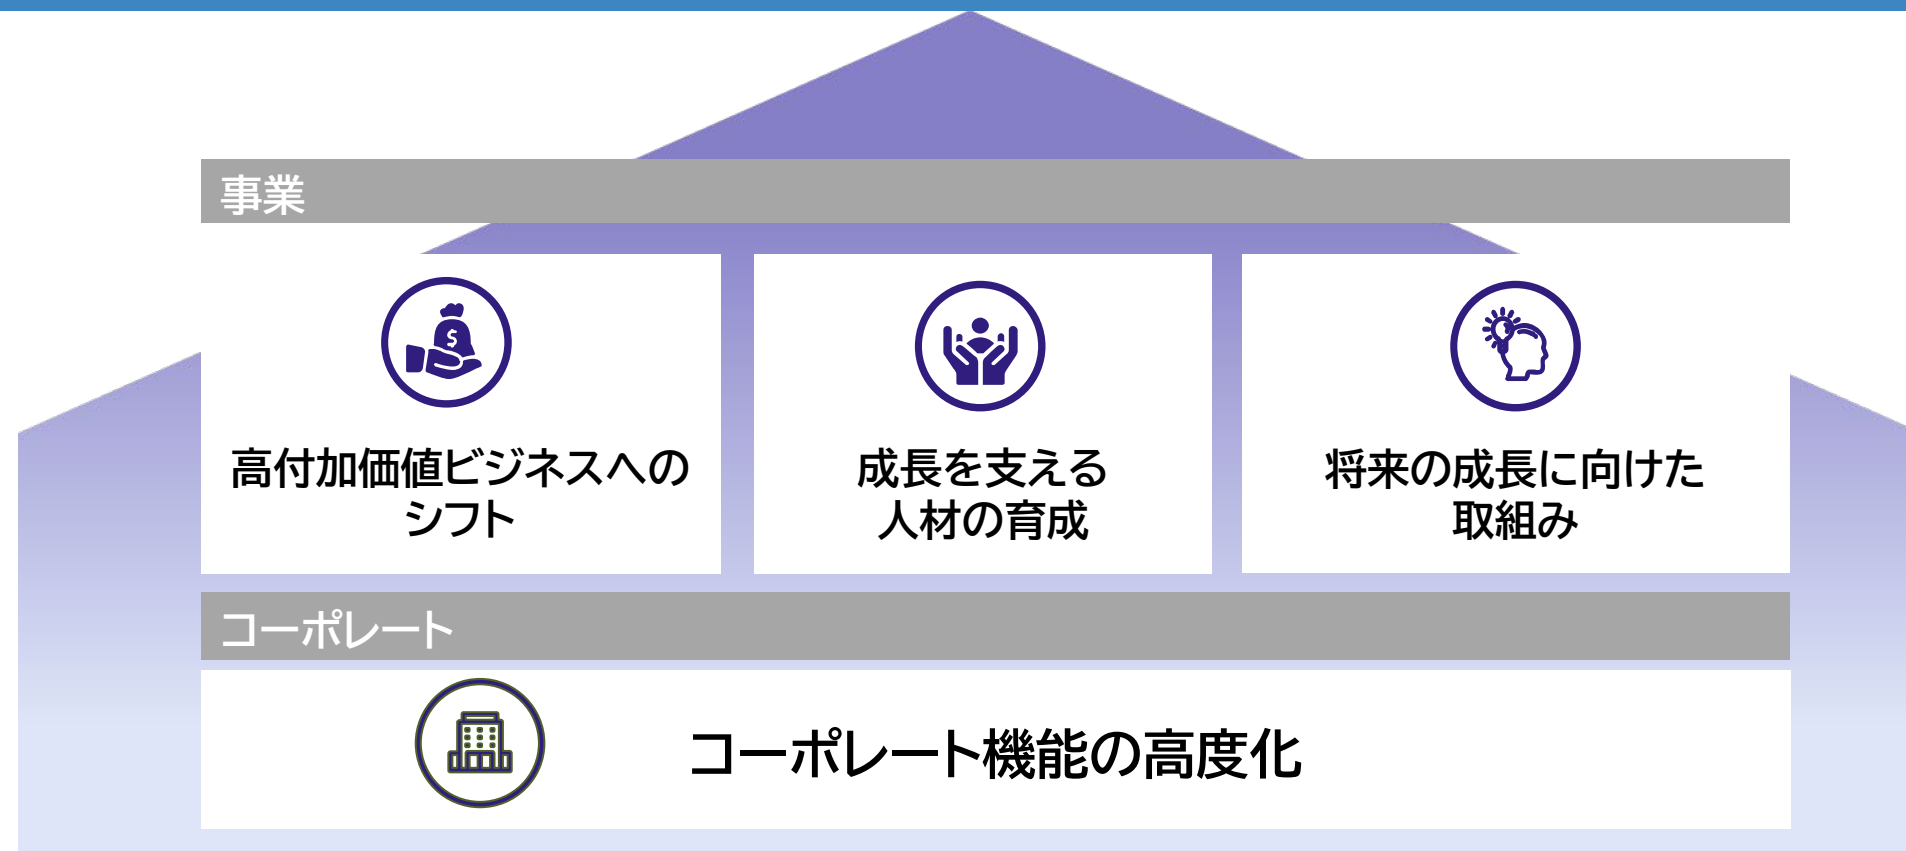 事業
高付加価値ビジネスへの
シフト
成長を支える
人材の育成
将来の成長に向けた
取組み
コーポレート
コーポレート機能の高度化